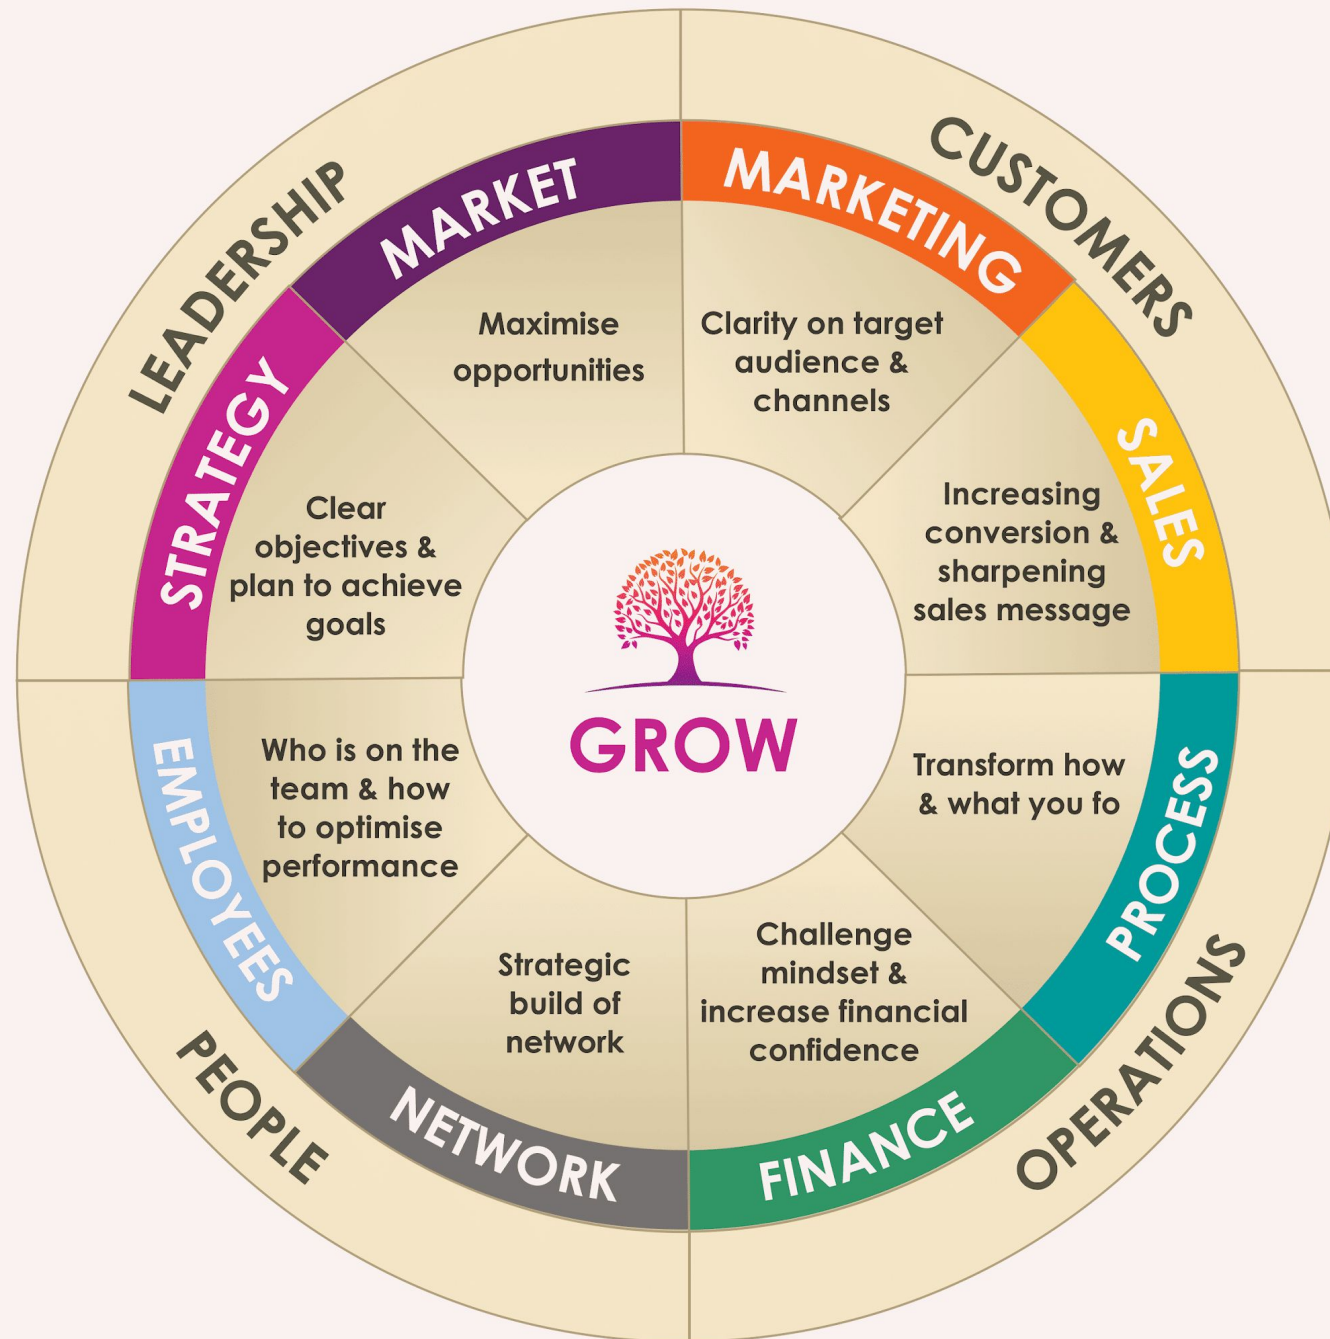 LEADERSHIP
CUSTOMERS
OPERATIONS
PEOPLE
MARKET
Maximise
opportunities
MARKETING
Clarity on target
audience &
channels
SALES
Increasing
conversion &
sharpening
sales message
PROCESS
Transform how
& what you fo
FINANCE
Challenge
mindset &
increase financial
confidence
NETWORK
Strategic
build of
network
EMPLOYEES
Who is on the
team & how
to optimise
performance
STRATEGY
Clear
objectives &
plan to achieve
goals
GROW